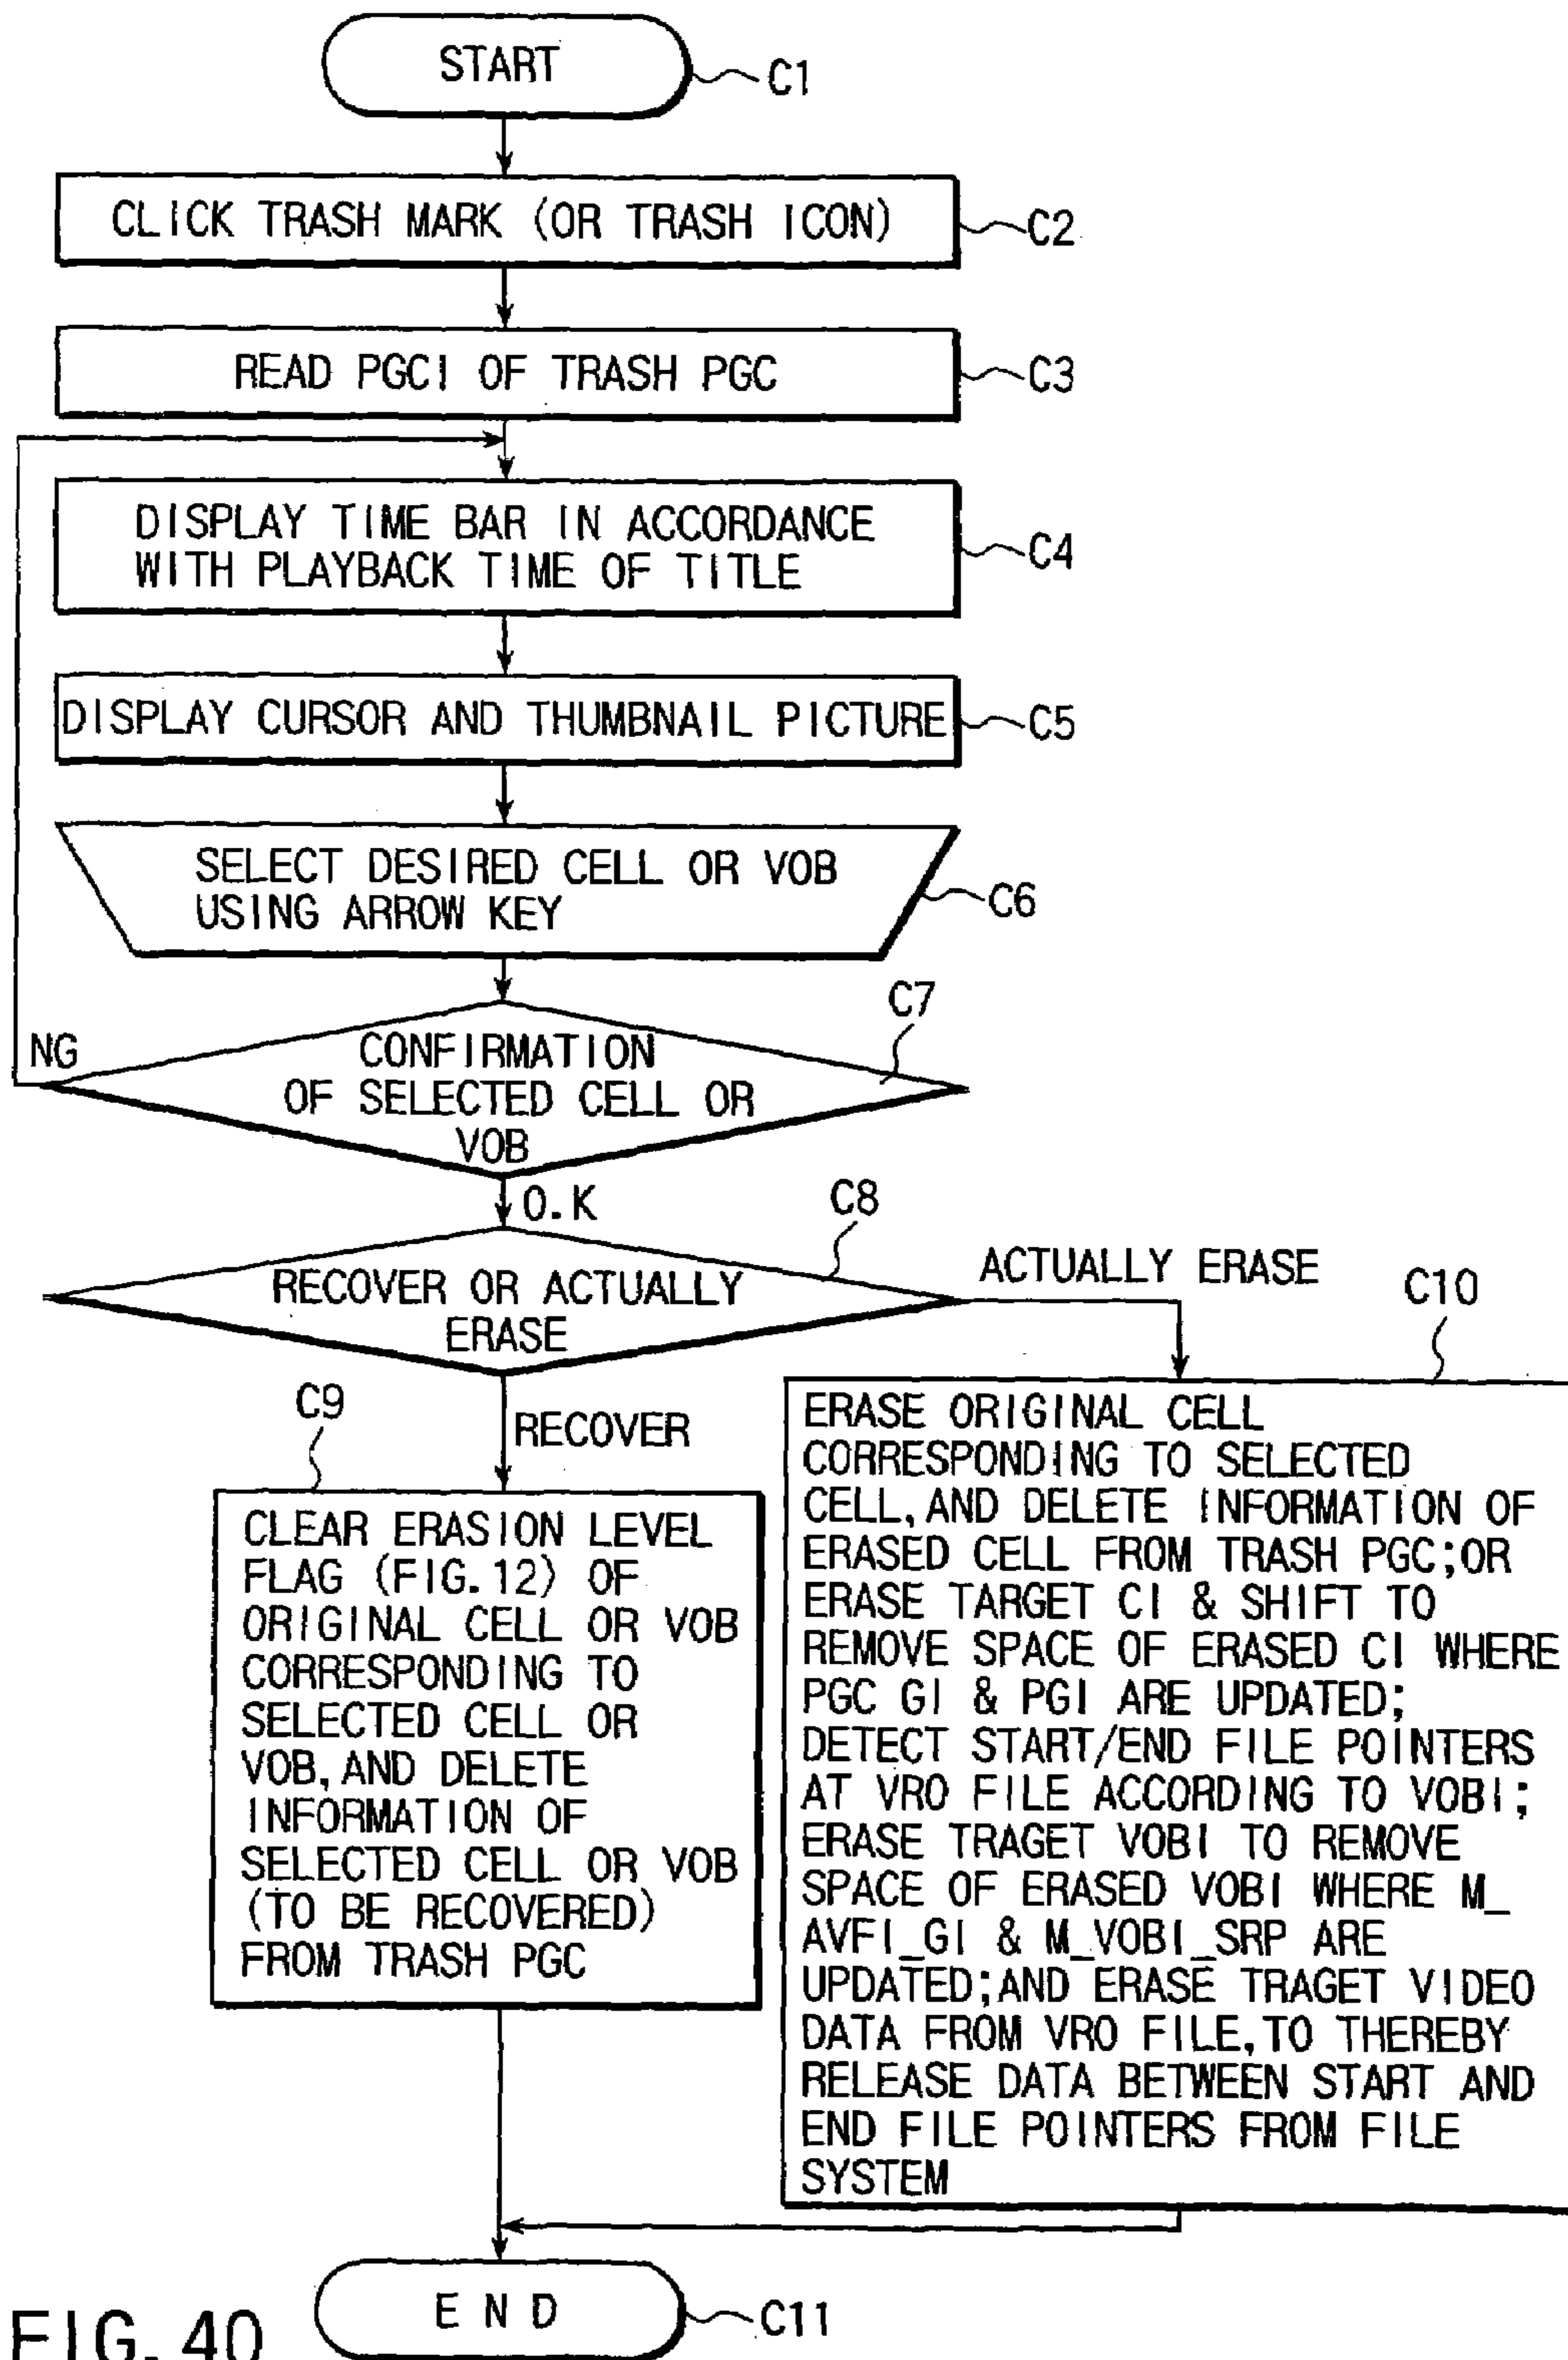 START
C1
CLICK TRASH MARK (OR TRASH ICON)
C2
READ PGCI OF TRASH PGC
C3
DISPLAY TIME BAR IN ACCORDANCE
WITH PLAYBACK TIME OF TITLE
C4
DISPLAY CURSOR AND THUMBNAIL PICTURE
C5
SELECT DESIRED CELL OR VOB
USING ARROW KEY
C6
C7
NG
CONFIRMATION
OF SELECTED CELL OR
VOB
O.K
C8
RECOVER OR ACTUALLY
ERASE
ACTUALLY ERASE
C10
C9
RECOVER
CLEAR ERASION LEVEL
FLAG (FIG.12) OF
ORIGINAL CELL OR VOB
CORRESPONDING TO
SELECTED CELL OR
VOB,AND DELETE
INFORMATION OF
SELECTED CELL OR VOB
(TO BE RECOVERED)
FROM TRASH PGC
ERASE ORIGINAL CELL
CORRESPONDING TO SELECTED
CELL,AND DELETE INFORMATION OF
ERASED CELL FROM TRASH PGC;OR
ERASE TARGET CI & SHIFT TO
REMOVE SPACE OF ERASED CI WHERE
PGC GI & PGI ARE UPDATED;
DETECT START/END FILE POINTERS
AT VRO FILE ACCORDING TO VOBI;
ERASE TRAGET VOBI TO REMOVE
SPACE OF ERASED VOBI WHERE M_
AVFI_GI & M_VOBI_SRP ARE
UPDATED;AND ERASE TRAGET VIDEO
DATA FROM VRO FILE,TO THEREBY
RELEASE DATA BETWEEN START AND
END FILE POINTERS FROM FILE
SYSTEM
END
C11
FIG. 40